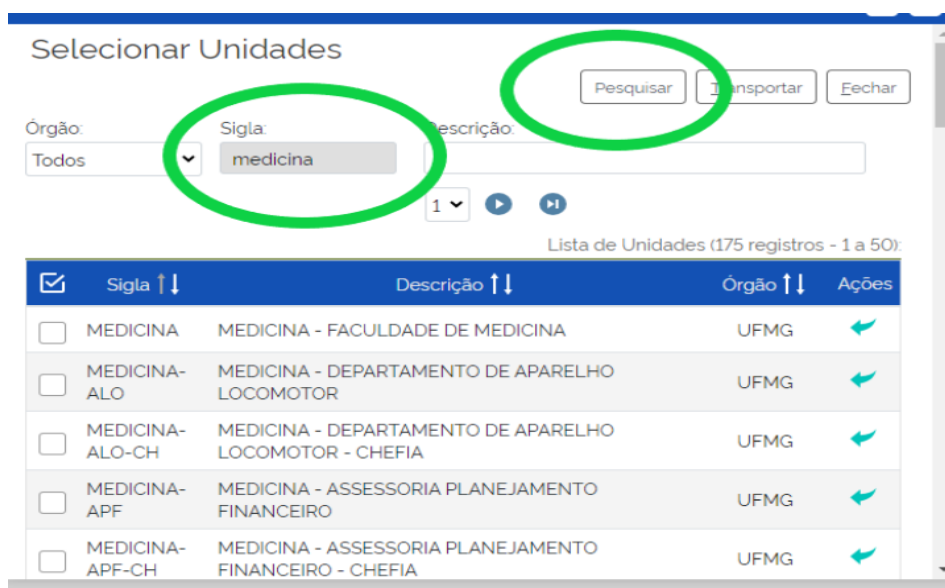 Selecionar Unidades
Pesquisar Transportar Fechar
Órgão: Sigla: Descrição:
Todos medicina
1
Lista de Unidades (175 registros - 1 a 50):
Sigla Descrição Órgão Ações
MEDICINA MEDICINA - FACULDADE DE MEDICINA UFMG
MEDICINA- MEDICINA - DEPARTAMENTO DE APARELHO
ALO LOCOMOTOR UFMG
MEDICINA- MEDICINA - DEPARTAMENTO DE APARELHO
ALO-CH LOCOMOTOR - CHEFIA UFMG
MEDICINA- MEDICINA - ASSESSORIA PLANEJAMENTO
APF FINANCEIRO UFMG
MEDICINA- MEDICINA - ASSESSORIA PLANEJAMENTO
APF-CH FINANCEIRO - CHEFIA UFMG